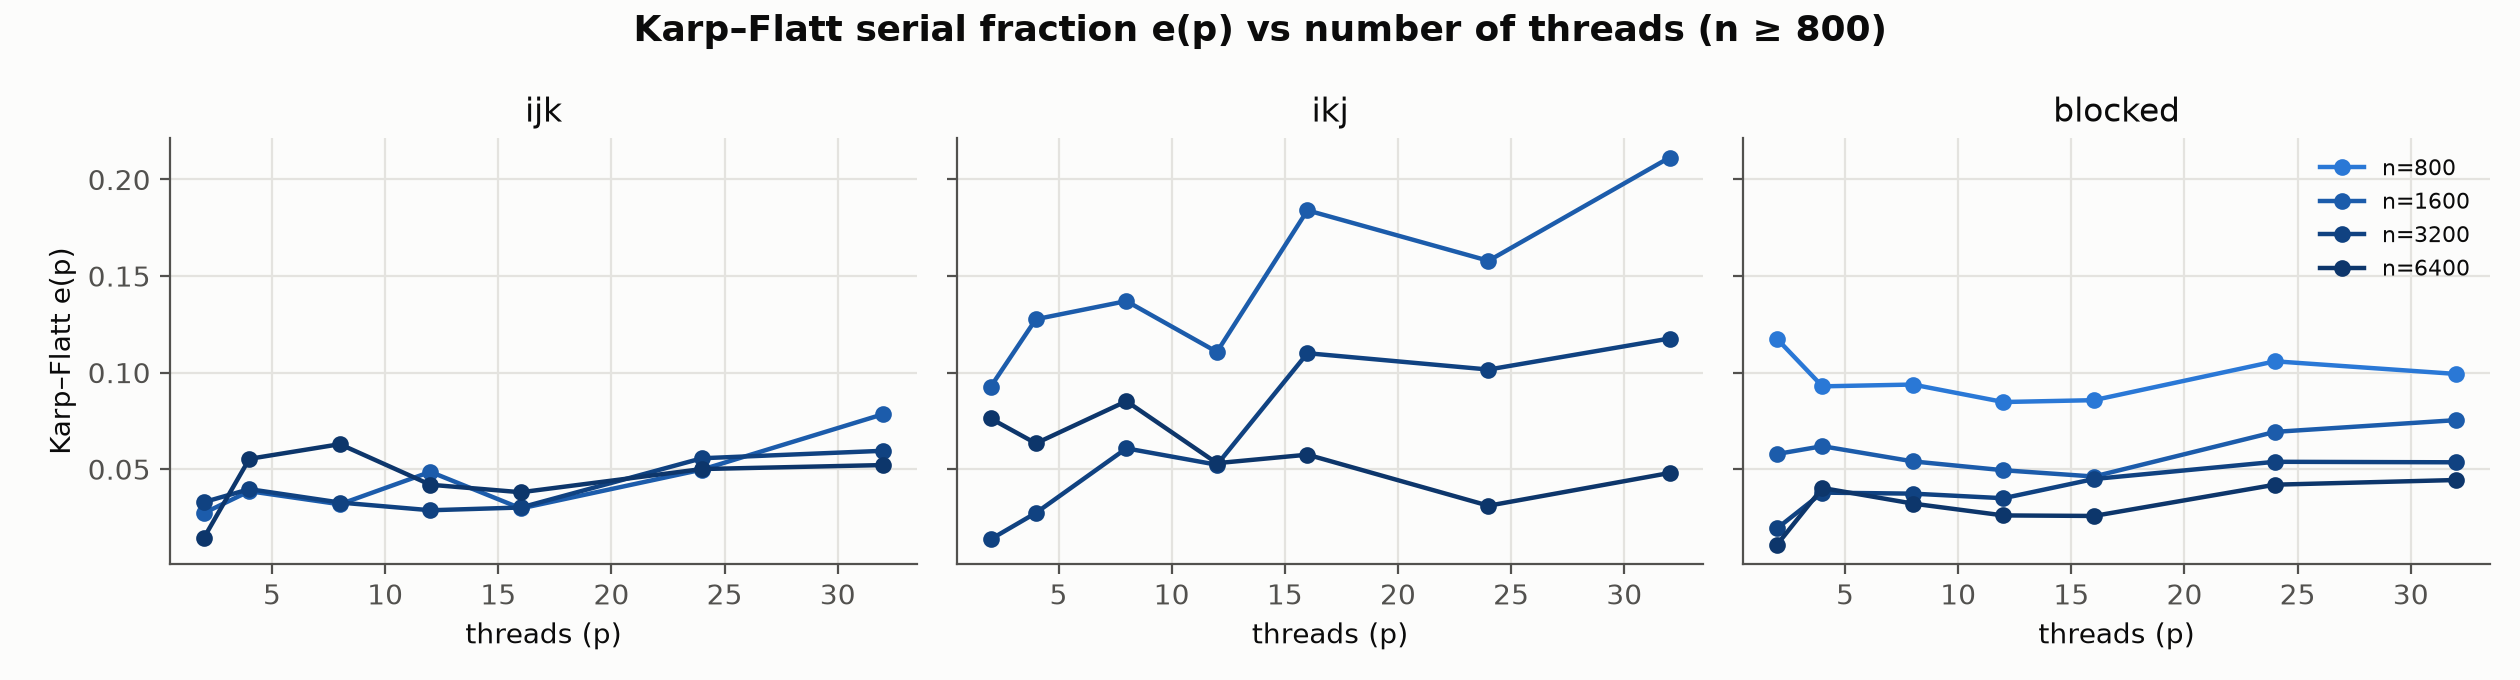 Karp–Flatt serial fraction e(p) vs number of threads (n ≥ 800)
ijk
ikj
blocked
Karp–Flatt e(p)
0.20
0.15
0.10
0.05
n=800
n=1600
n=3200
n=6400
5 10 15 20 25 30
5 10 15 20 25 30
5 10 15 20 25 30
threads (p)
threads (p)
threads (p)